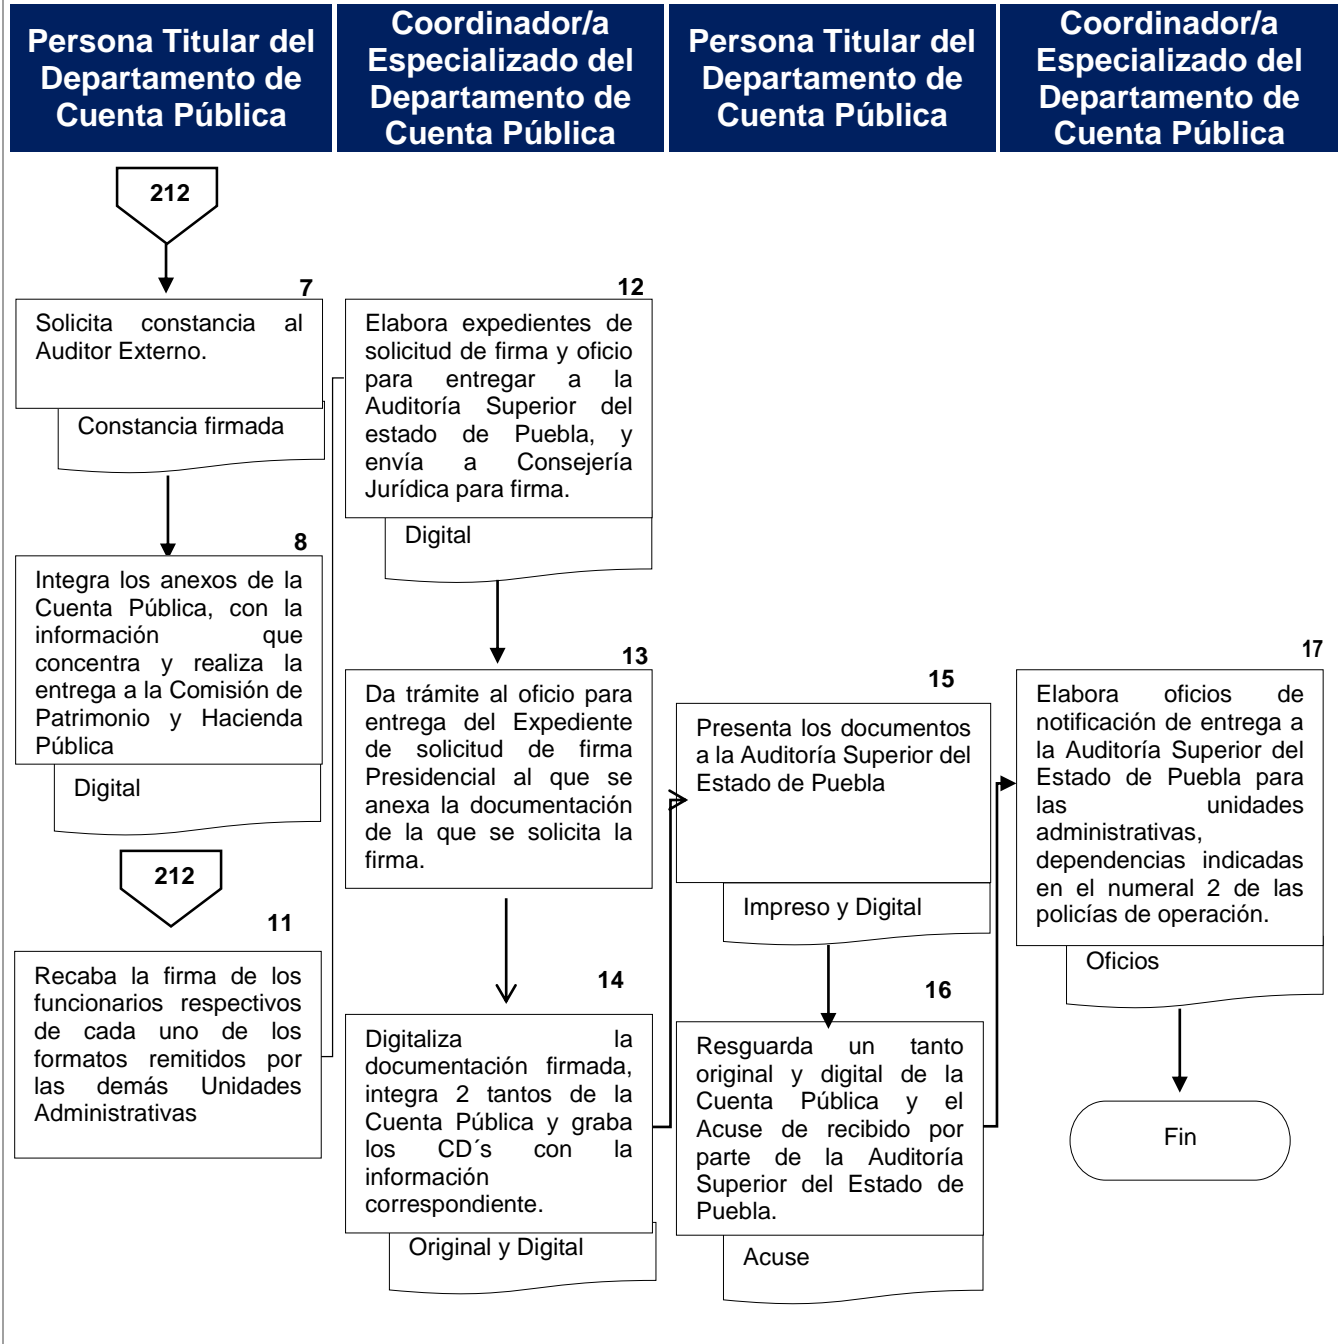 Persona Titular del
Departamento de
Cuenta Pública
Coordinador/a
Especializado del
Departamento de
Cuenta Pública
Persona Titular del
Departamento de
Cuenta Pública
Coordinador/a
Especializado del
Departamento de
Cuenta Pública
212
7
Solicita constancia al
Auditor Externo.
Constancia firmada
8
Integra los anexos de la
Cuenta Pública, con la
información que
concentra y realiza la
entrega a la Comisión de
Patrimonio y Hacienda
Pública
Digital
212
11
Recaba la firma de los
funcionarios respectivos
de cada uno de los
formatos remitidos por
las demás Unidades
Administrativas
12
Elabora expedientes de
solicitud de firma y oficio
para entregar a la
Auditoría Superior del
estado de Puebla, y
envía a Consejería
Jurídica para firma.
Digital
13
Da trámite al oficio para
entrega del Expediente
de solicitud de firma
Presidencial al que se
anexa la documentación
de la que se solicita la
firma.
14
Digitaliza la
documentación firmada,
integra 2 tantos de la
Cuenta Pública y graba
los CD´s con la
información
correspondiente.
Original y Digital
15
Presenta los documentos
a la Auditoría Superior del
Estado de Puebla
Impreso y Digital
16
Resguarda un tanto
original y digital de la
Cuenta Pública y el
Acuse de recibido por
parte de la Auditoría
Superior del Estado de
Puebla.
Acuse
17
Elabora oficios de
notificación de entrega a
la Auditoría Superior del
Estado de Puebla para
las unidades
administrativas,
dependencias indicadas
en el numeral 2 de las
policías de operación.
Oficios
Fin